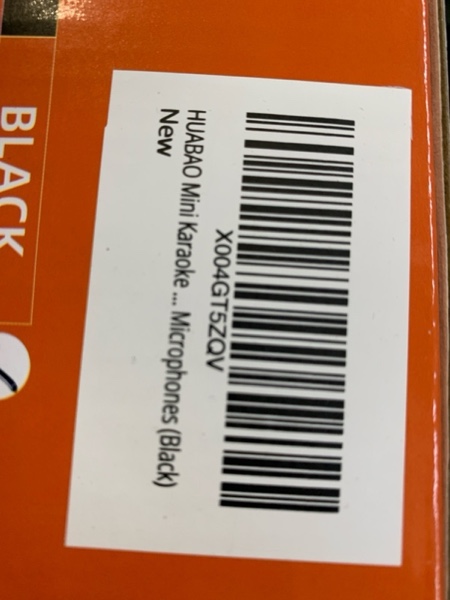 X004GT5ZQV
HUABAO Mini Karaoke ... Microphones (Black)
New
BLACK